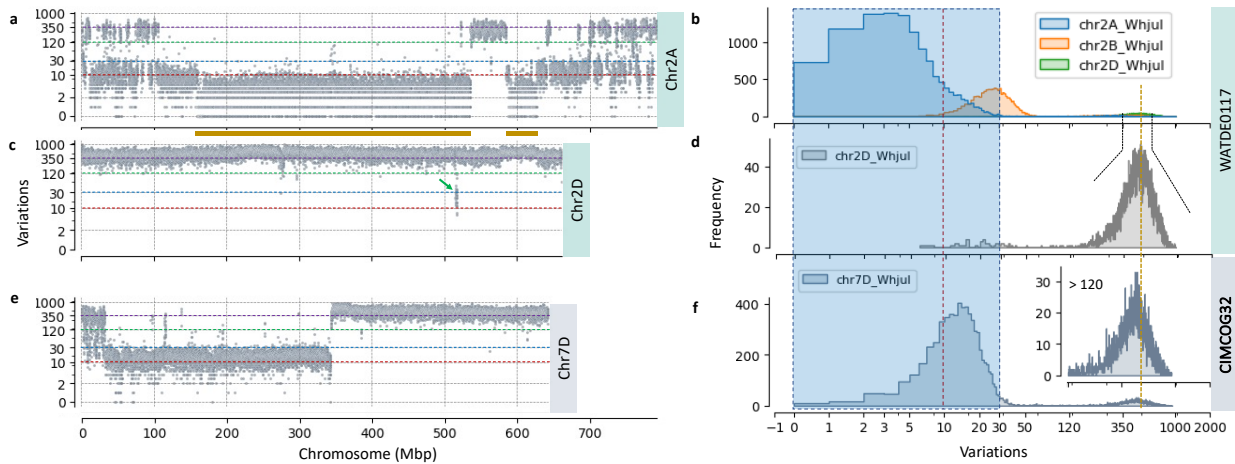 a
1000
350
120
30
10
2
0
Chr2A
c
1000
350
120
30
10
2
0
Chr2D
Variations
e
1000
350
120
30
10
2
0
Chr7D
0 100 200 300 400 500 600 700
Chromosome (Mbp)
b
1000
500
0
chr2A_Whjul
chr2B_Whjul
chr2D_Whjul
WATDE0117
d
40
20
0
chr2D_Whjul
Frequency
f
400
200
0
chr7D_Whjul
> 120
30
20
10
0
CIMCOG32
−1 0 1 2 3 5 10 20 30 50 120 350 1000 2000
Variations